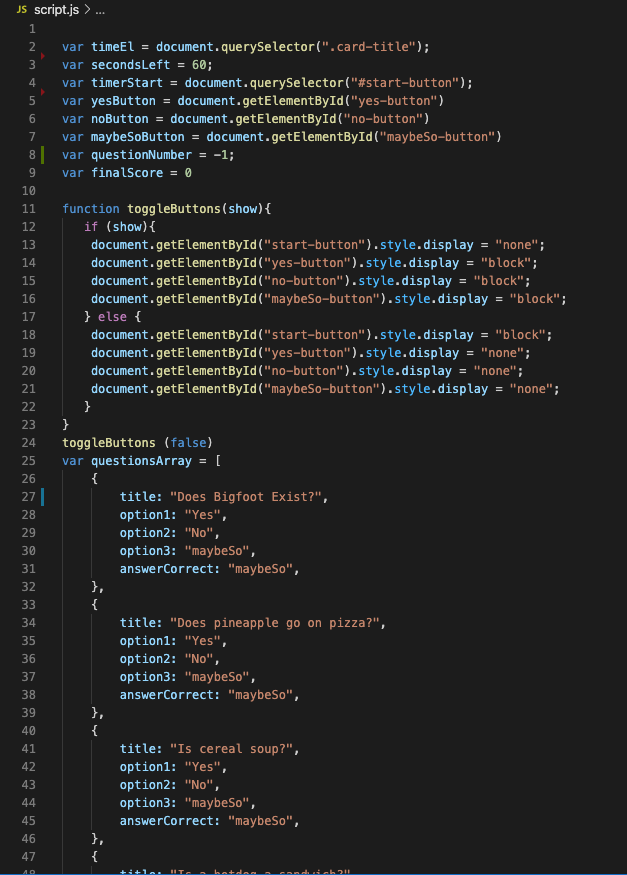 JS script.js > ...
1
2 var timeEl = document.querySelector(".card-title");
3 var secondsLeft = 60;
4 var timerStart = document.querySelector("#start-button");
5 var yesButton = document.getElementById("yes-button")
6 var noButton = document.getElementById("no-button")
7 var maybeSoButton = document.getElementById("maybeSo-button")
8 var questionNumber = -1;
9 var finalScore = 0
10
11 function toggleButtons(show){
12 if (show){
13 document.getElementById("start-button").style.display = "none";
14 document.getElementById("yes-button").style.display = "block";
15 document.getElementById("no-button").style.display = "block";
16 document.getElementById("maybeSo-button").style.display = "block";
17 } else {
18 document.getElementById("start-button").style.display = "block";
19 document.getElementById("yes-button").style.display = "none";
20 document.getElementById("no-button").style.display = "none";
21 document.getElementById("maybeSo-button").style.display = "none";
22 }
23 }
24 toggleButtons (false)
25 var questionsArray = [
26 {
27 title: "Does Bigfoot Exist?",
28 option1: "Yes",
29 option2: "No",
30 option3: "maybeSo",
31 answerCorrect: "maybeSo",
32 },
33 {
34 title: "Does pineapple go on pizza?",
35 option1: "Yes",
36 option2: "No",
37 option3: "maybeSo",
38 answerCorrect: "maybeSo",
39 },
40 {
41 title: "Is cereal soup?",
42 option1: "Yes",
43 option2: "No",
44 option3: "maybeSo",
45 answerCorrect: "maybeSo",
46 },
47 {
48 title: "Is a hotdog a sandwich?"